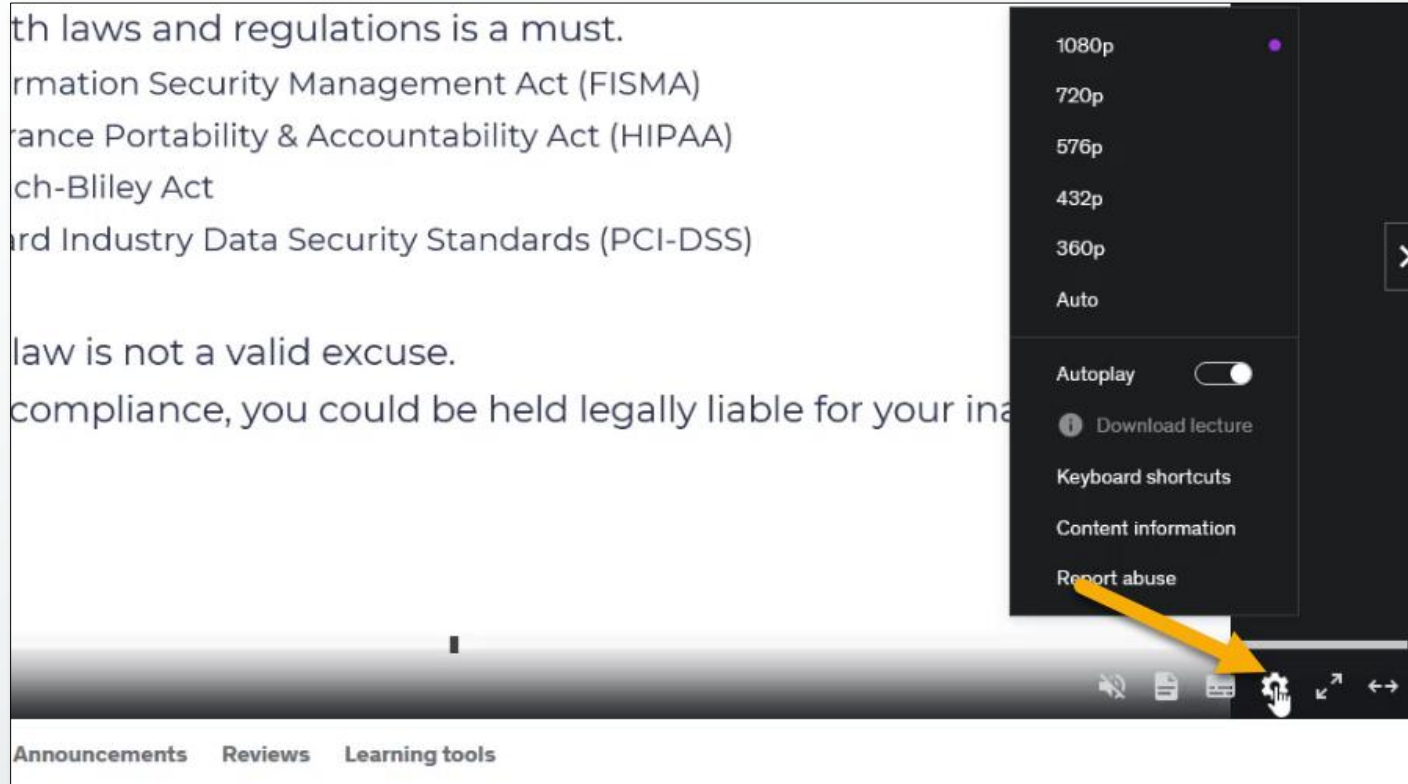 th laws and regulations is a must.
rmation Security Management Act (FISMA)
rance Portability & Accountability Act (HIPAA)
ch-Bliley Act
ard Industry Data Security Standards (PCI-DSS)
law is not a valid excuse.
compliance, you could be held legally liable for your ina
1080p
720p
576p
432p
360p
Auto
Autoplay
Download lecture
Keyboard shortcuts
Content information
Report abuse
Announcements Reviews Learning tools